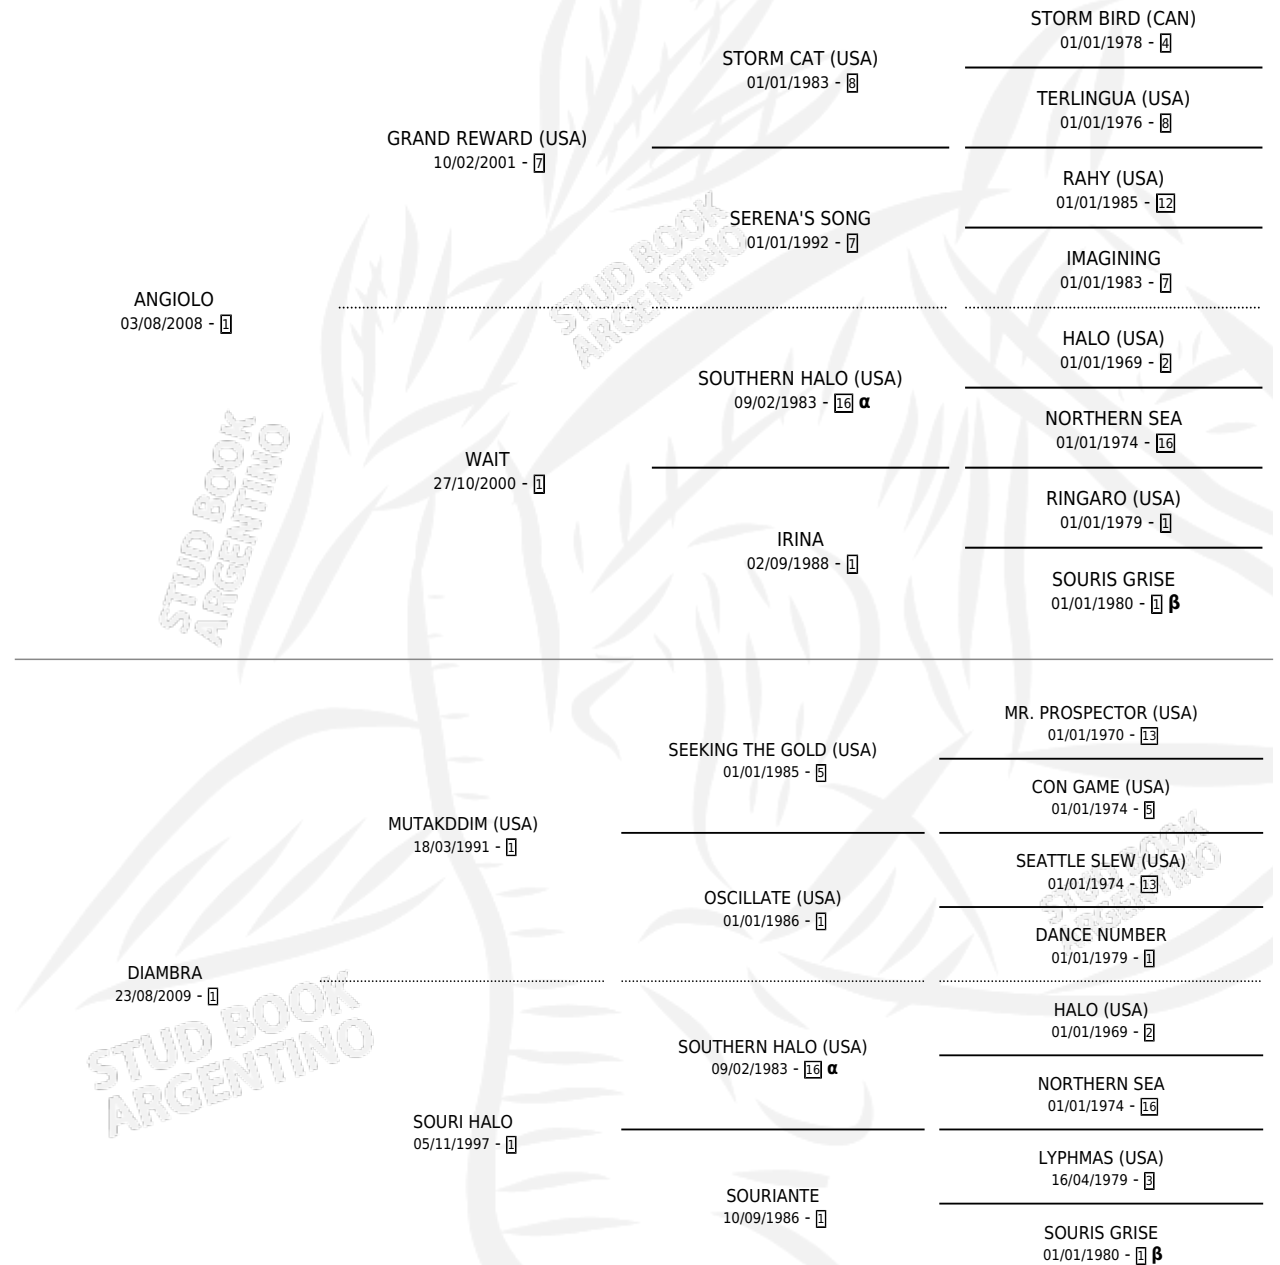 STORM BIRD (CAN)
01/01/1978 - 4
STORM CAT (USA)
01/01/1983 - 8
TERLINGUA (USA)
01/01/1976 - 8
GRAND REWARD (USA)
10/02/2001 - 7
RAHY (USA)
01/01/1985 - 12
SERENA'S SONG
01/01/1992 - 7
IMAGINING
01/01/1983 - 7
ANGIOLO
03/08/2008 - 1
HALO (USA)
01/01/1969 - 2
SOUTHERN HALO (USA)
09/02/1983 - 16 α
NORTHERN SEA
01/01/1974 - 16
WAIT
27/10/2000 - 1
RINGARO (USA)
01/01/1979 - 1
IRINA
02/09/1988 - 1
SOURIS GRISE
01/01/1980 - 1 β
MR. PROSPECTOR (USA)
01/01/1970 - 13
SEEKING THE GOLD (USA)
01/01/1985 - 5
CON GAME (USA)
01/01/1974 - 5
MUTAKDDIM (USA)
18/03/1991 - 1
SEATTLE SLEW (USA)
01/01/1974 - 13
OSCILLATE (USA)
01/01/1986 - 1
DANCE NUMBER
01/01/1979 - 1
DIAMBRA
23/08/2009 - 1
HALO (USA)
01/01/1969 - 2
SOUTHERN HALO (USA)
09/02/1983 - 16 α
NORTHERN SEA
01/01/1974 - 16
SOURI HALO
05/11/1997 - 1
LYPHMAS (USA)
16/04/1979 - 3
SOURIANTE
10/09/1986 - 1
SOURIS GRISE
01/01/1980 - 1 β
STUD BOOK
ARGENTINO
STUD BOOK
ARGENTINO
STUD BOOK
ARGENTINO
STUD BOOK
ARGENTINO